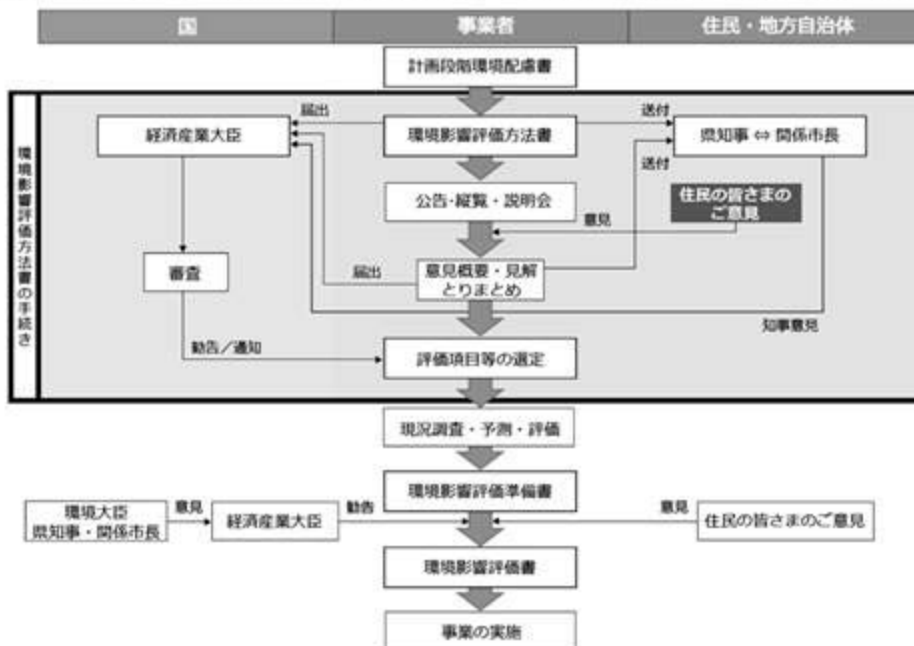 国
事業者
住民・地方自治体
計画段階環境配慮書
環境影響評価方法書の手続き
届出
送付
経済産業大臣
環境影響評価方法書
県知事 ⇔ 関係市長
送付
公告・縦覧・説明会
住民の皆さまの
ご意見
意見
審査
届出
意見概要・見解
とりまとめ
知事意見
勧告／通知
評価項目等の選定
現況調査・予測・評価
環境影響評価準備書
環境大臣
県知事・関係市長
意見
経済産業大臣
勧告
意見
住民の皆さまのご意見
環境影響評価書
事業の実施